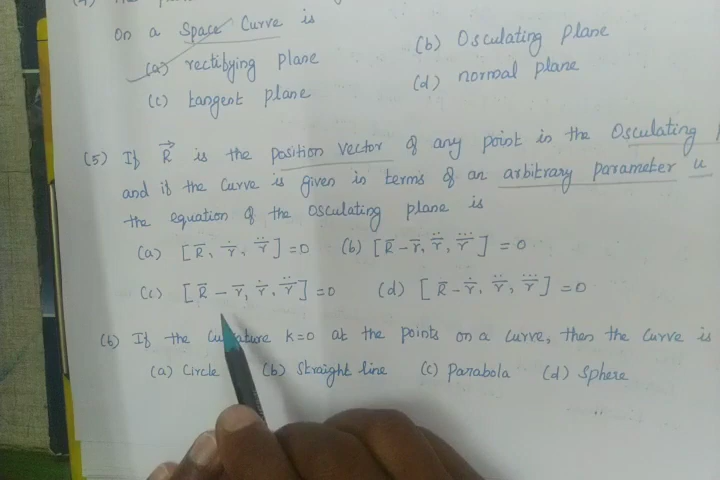 on a Space Curve is
(a) rectifying plane (b) Osculating plane
(c) tangent plane (d) normal plane
(5) If R⃗ is the position vector of any point in the Osculating
and if the Curve is given in terms of an arbitrary parameter u
the equation of the osculating plane is
(a) [R̅, ṙ̅, r̈̅] = 0 (b) [R̅ - r̅, r̈̅, r⃛̅] = 0
(c) [R̅ - r̅, ṙ̅, r̈̅] = 0 (d) [R̅ - ṙ̅, r̈̅, r⃛̅] = 0
(6) If the k=0 at the points on a curve, then the curve is
(a) Circle (b) Straight line (c) Parabola (d) Sphere